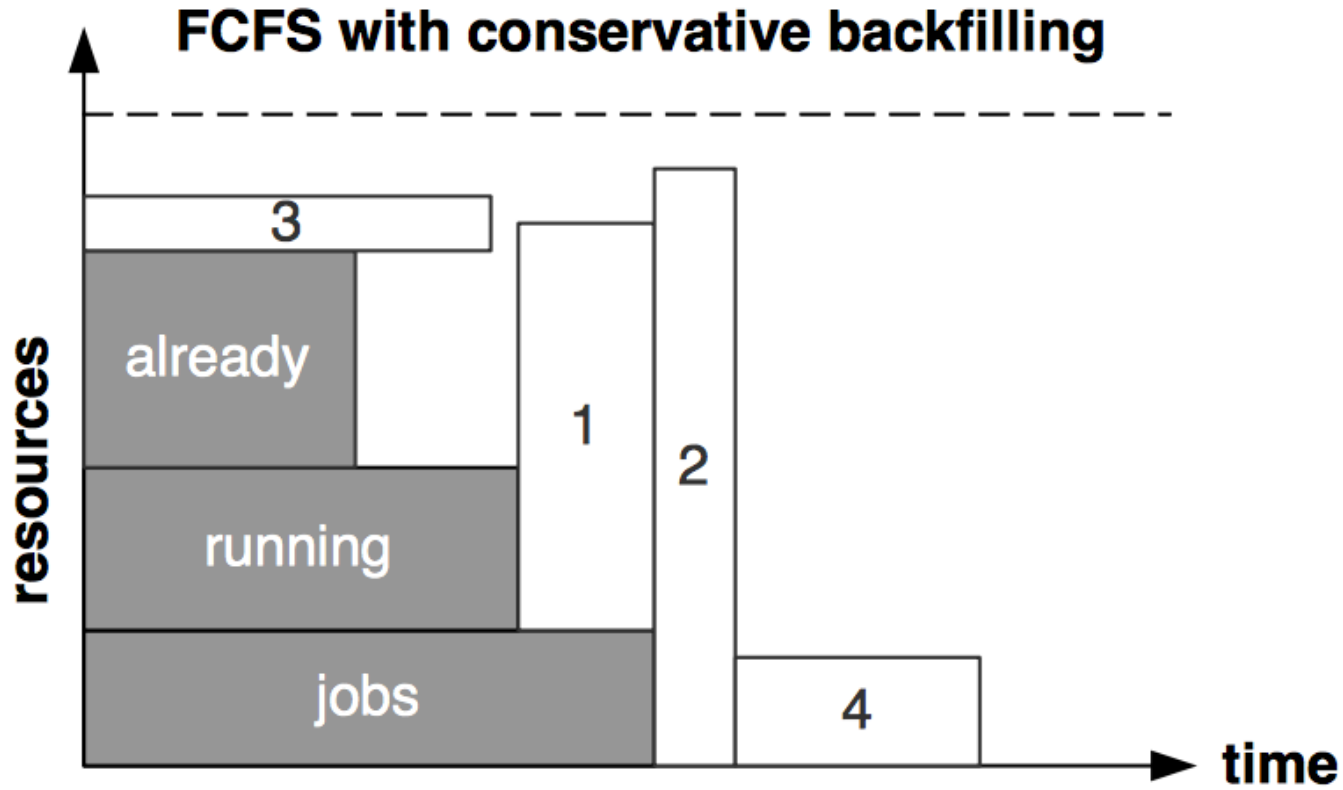 FCFS with conservative backfilling
resources
3
already
1
2
running
jobs
4
time